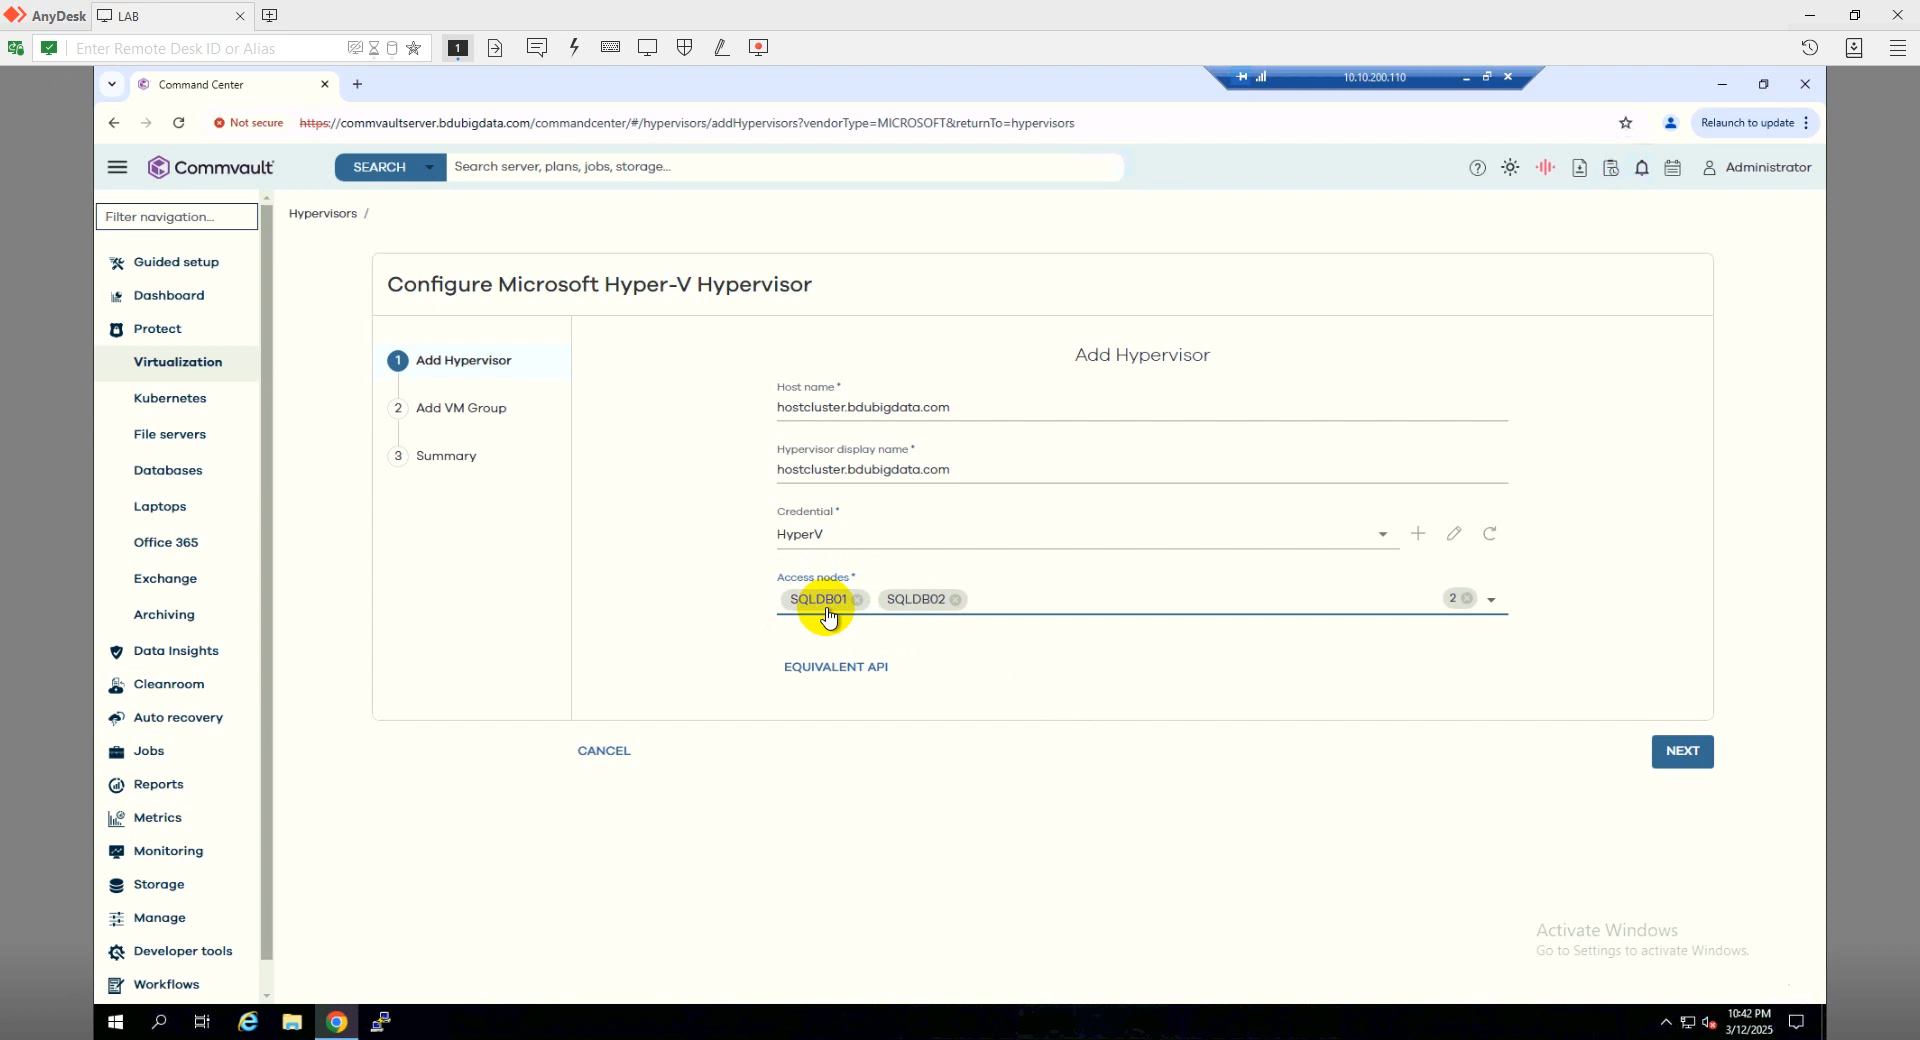 AnyDesk
LAB
Enter Remote Desk ID or Alias
1
Command Center
10.10.200.110
Not secure
https://commvaultserver.bdubigdata.com/commandcenter/#/hypervisors/addHypervisors?vendorType=MICROSOFT&returnTo=hypervisors
Relaunch to update
Commvault
SEARCH
Search server, plans, jobs, storage...
Administrator
Filter navigation...
Guided setup
Dashboard
Protect
Virtualization
Kubernetes
File servers
Databases
Laptops
Office 365
Exchange
Archiving
Data Insights
Cleanroom
Auto recovery
Jobs
Reports
Metrics
Monitoring
Storage
Manage
Developer tools
Workflows
Hypervisors /
Configure Microsoft Hyper-V Hypervisor
1 Add Hypervisor
2 Add VM Group
3 Summary
Add Hypervisor
Host name *
hostcluster.bdubigdata.com
Hypervisor display name *
hostcluster.bdubigdata.com
Credential *
HyperV
Access nodes *
SQLDB01 SQLDB02 2
EQUIVALENT API
CANCEL
NEXT
Activate Windows
Go to Settings to activate Windows.
10:42 PM
3/12/2025